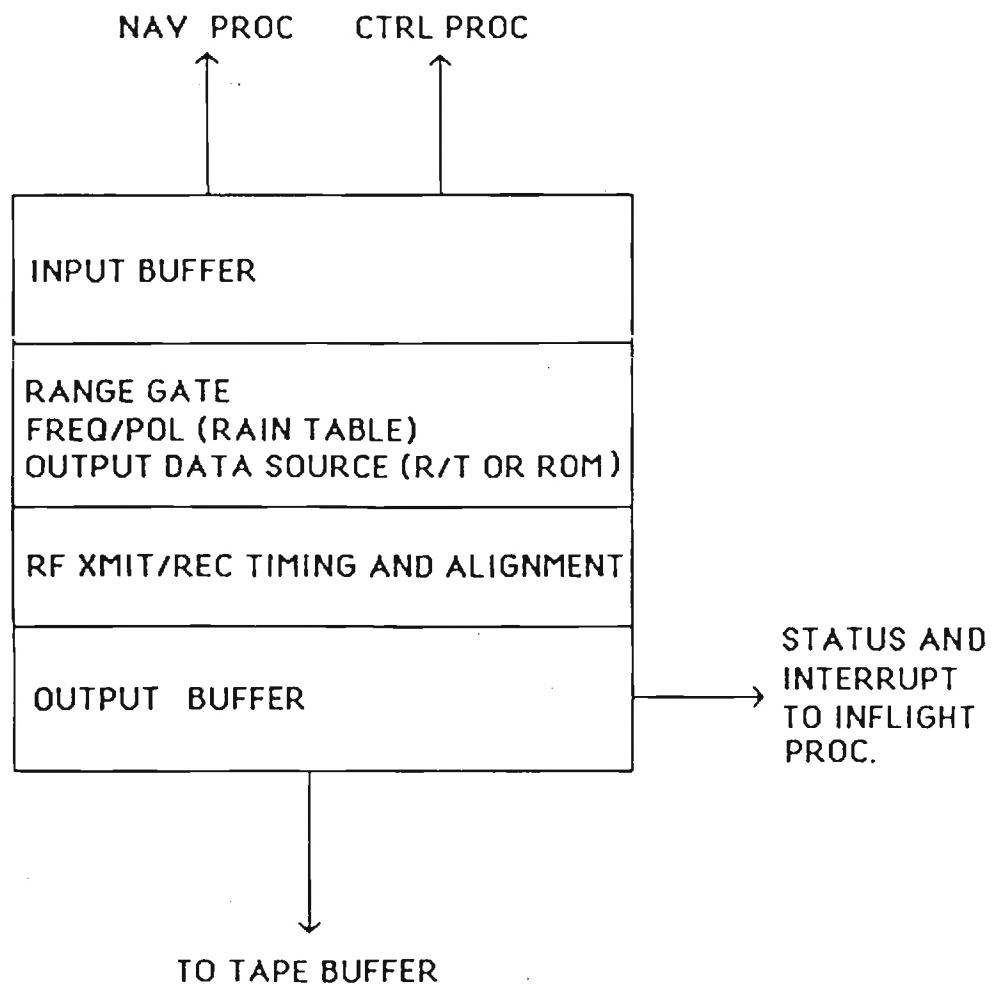 NAV PROC CTRL PROC
INPUT BUFFER
RANGE GATE
FREQ/POL (RAIN TABLE)
OUTPUT DATA SOURCE (R/T OR ROM)
RF XMIT/REC TIMING AND ALIGNMENT
OUTPUT BUFFER
STATUS AND
INTERRUPT
TO INFLIGHT
PROC.
TO TAPE BUFFER